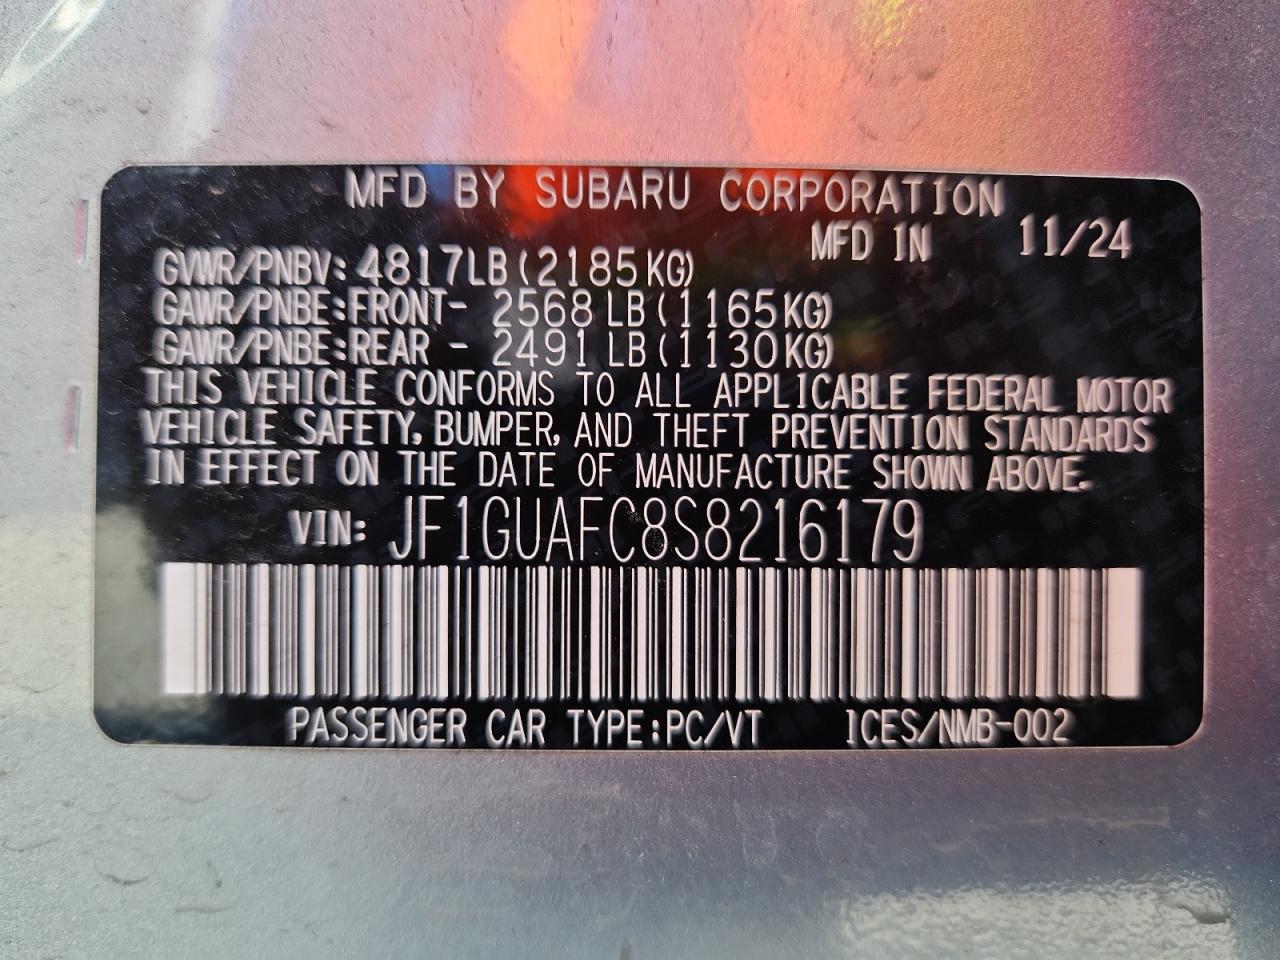 MFD BY SUBARU CORPORATION
MFD IN 11/24
GVWR/PNBV: 4817LB(2185KG)
GAWR/PNBE:FRONT- 2568 LB(1165KG)
GAWR/PNBE:REAR - 2491 LB(1130KG)
THIS VEHICLE CONFORMS TO ALL APPLICABLE FEDERAL MOTOR
VEHICLE SAFETY, BUMPER, AND THEFT PREVENTION STANDARDS
IN EFFECT ON THE DATE OF MANUFACTURE SHOWN ABOVE.
VIN: JF1GUAFC8S8216179
PASSENGER CAR TYPE:PC/VT ICES/NMB-002